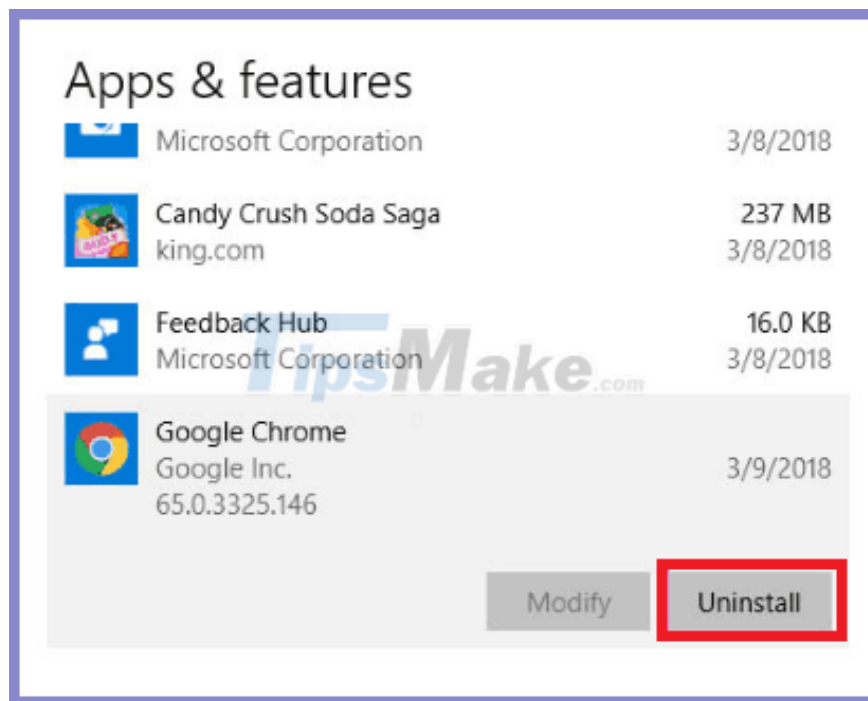 Apps & features
Microsoft Corporation 3/8/2018
Candy Crush Soda Saga 237 MB
king.com 3/8/2018
Feedback Hub 16.0 KB
Microsoft Corporation 3/8/2018
TipsMake.com
Google Chrome
Google Inc. 3/9/2018
65.0.3325.146
Modify Uninstall